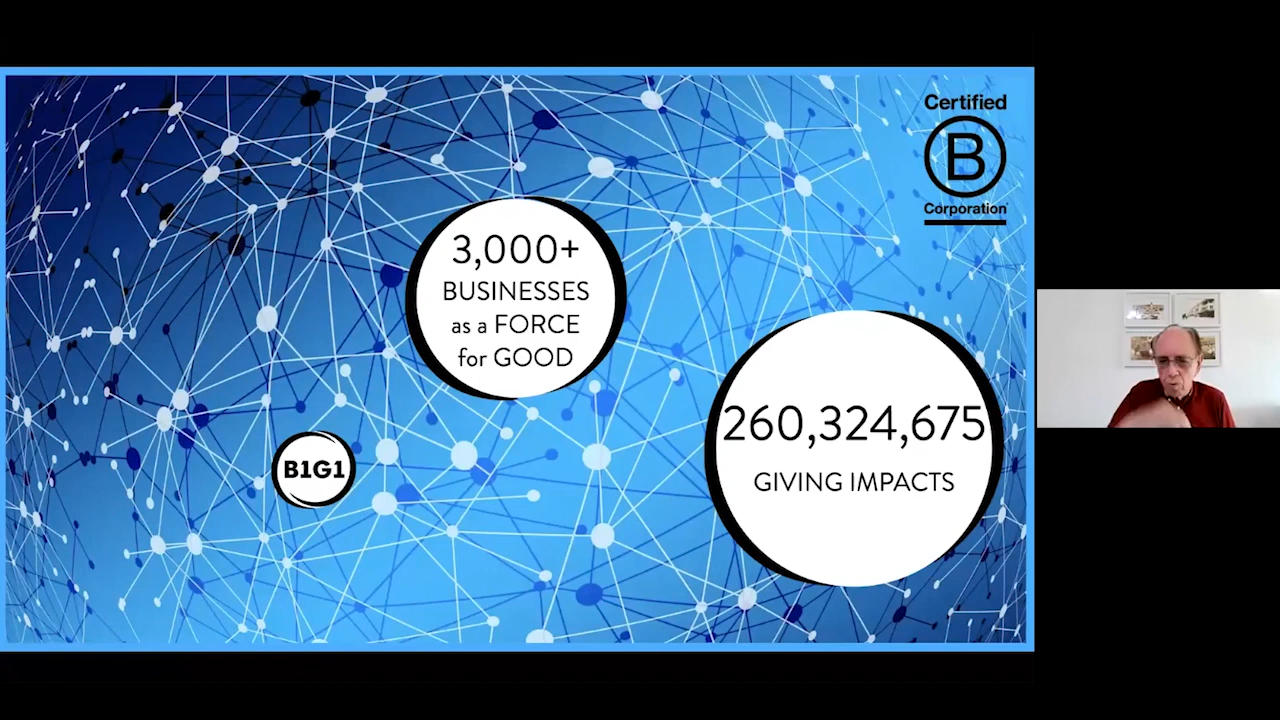 Certified
B
Corporation
3,000+
BUSINESSES
as a FORCE
for GOOD
260,324,675
GIVING IMPACTS
B1G1